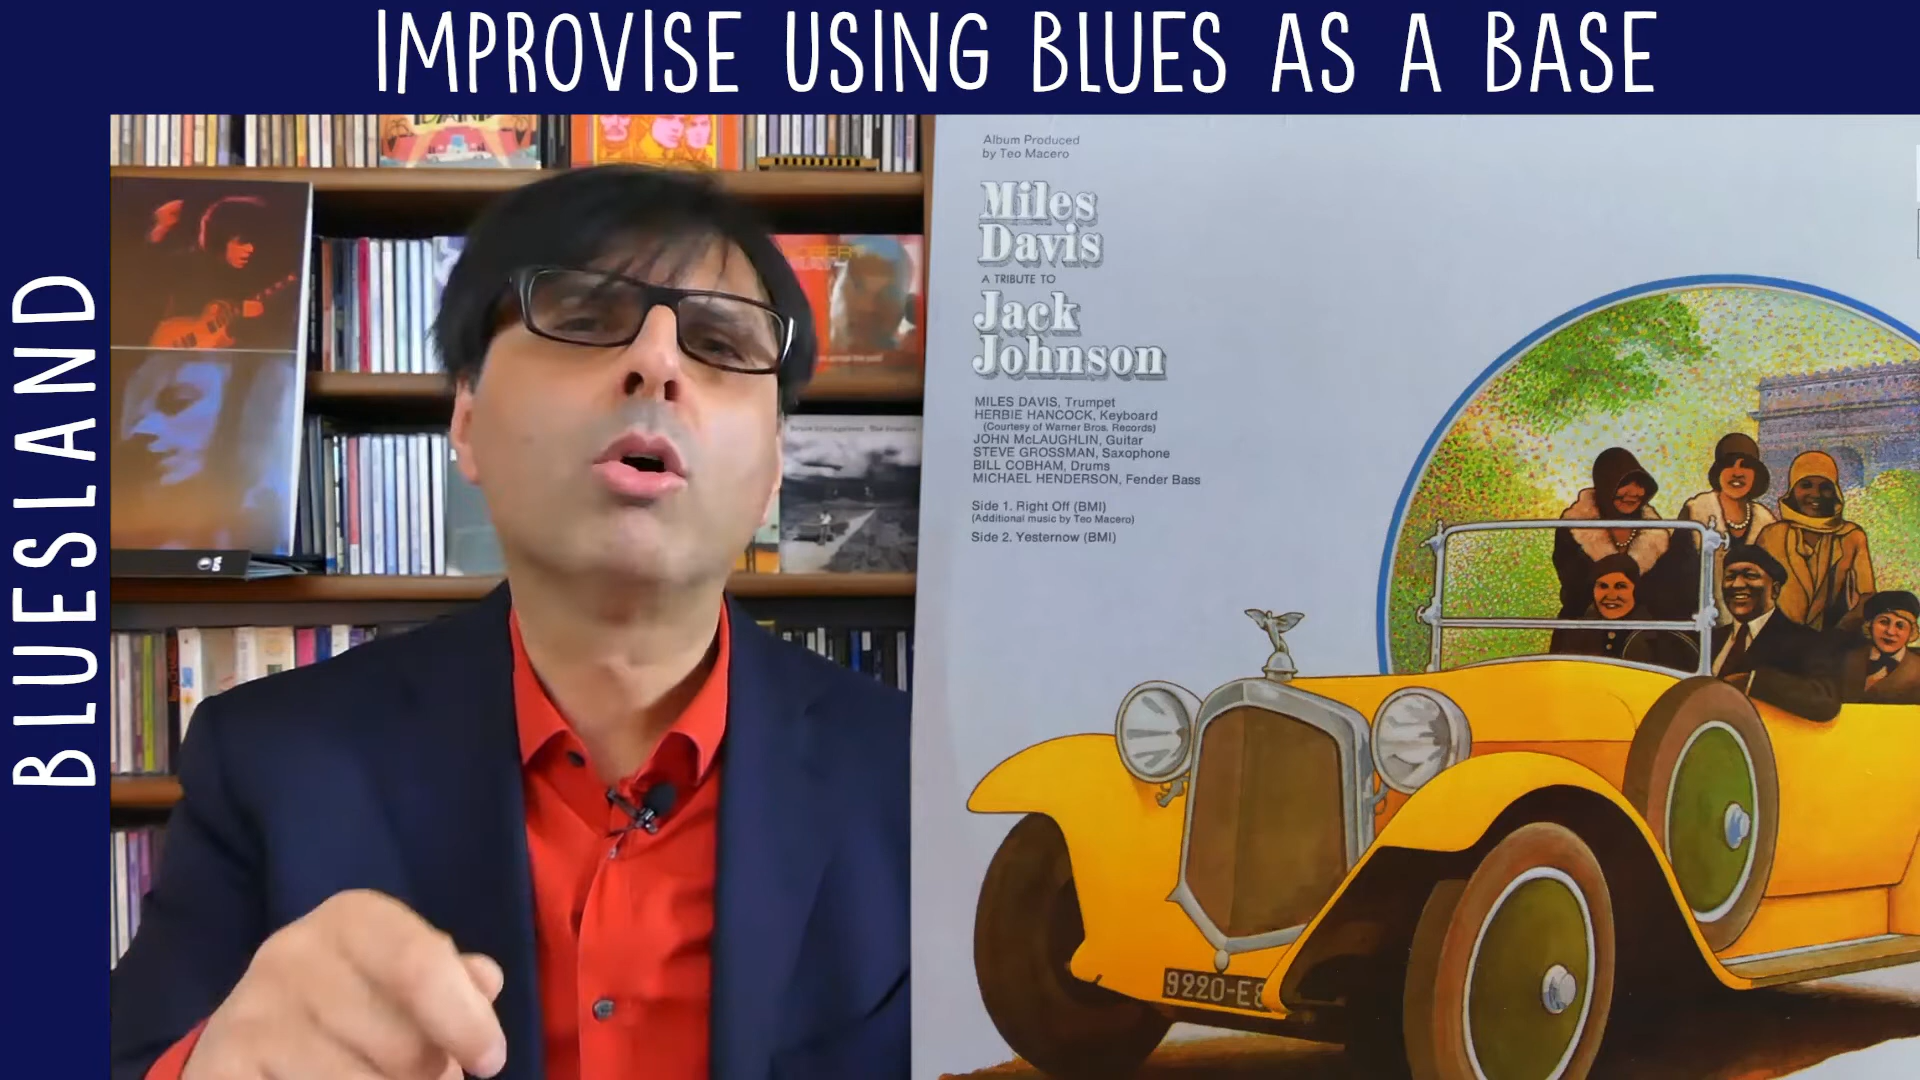 IMPROVISE USING BLUES AS A BASE
BLUESLAND
Album Produced
by Teo Macero
Miles
Davis
A TRIBUTE TO
Jack
Johnson
MILES DAVIS, Trumpet
HERBIE HANCOCK, Keyboard
(Courtesy of Warner Bros. Records)
JOHN McLAUGHLIN, Guitar
STEVE GROSSMAN, Saxophone
BILL COBHAM, Drums
MICHAEL HENDERSON, Fender Bass
Side 1. Right Off (BMI)
(Additional music by Teo Macero)
Side 2. Yesternow (BMI)
9220-E8